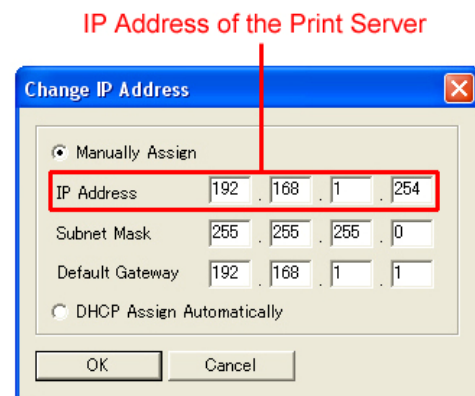 IP Address of the Print Server
Change IP Address
Manually Assign
IP Address 192 . 168 . 1 . 254
Subnet Mask 255 . 255 . 255 . 0
Default Gateway 192 . 168 . 1 . 1
DHCP Assign Automatically
OK Cancel